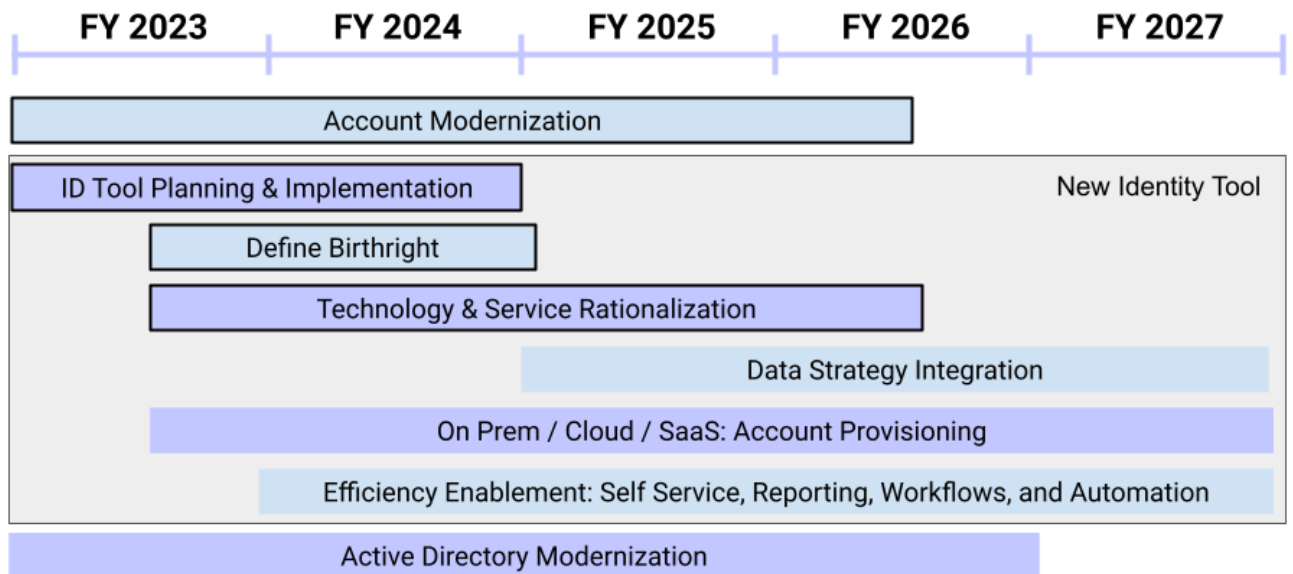 FY 2023 FY 2024 FY 2025 FY 2026 FY 2027
Account Modernization
ID Tool Planning & Implementation
New Identity Tool
Define Birthright
Technology & Service Rationalization
Data Strategy Integration
On Prem / Cloud / SaaS: Account Provisioning
Efficiency Enablement: Self Service, Reporting, Workflows, and Automation
Active Directory Modernization